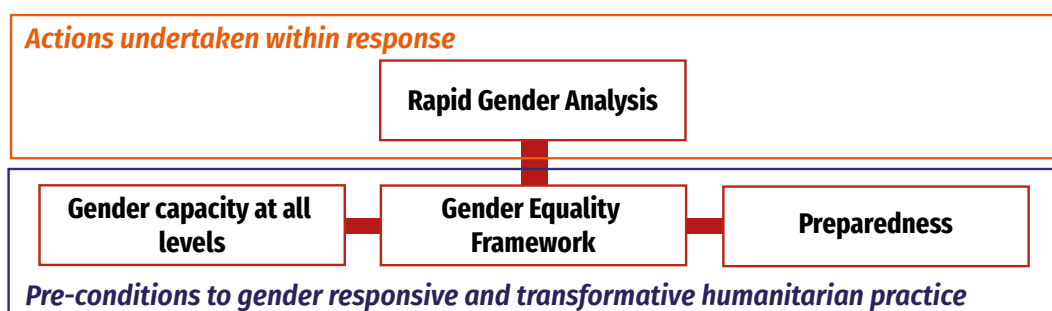 Actions undertaken within response
Rapid Gender Analysis
Gender capacity at all
levels
Gender Equality
Framework
Preparedness
Pre-conditions to gender responsive and transformative humanitarian practice